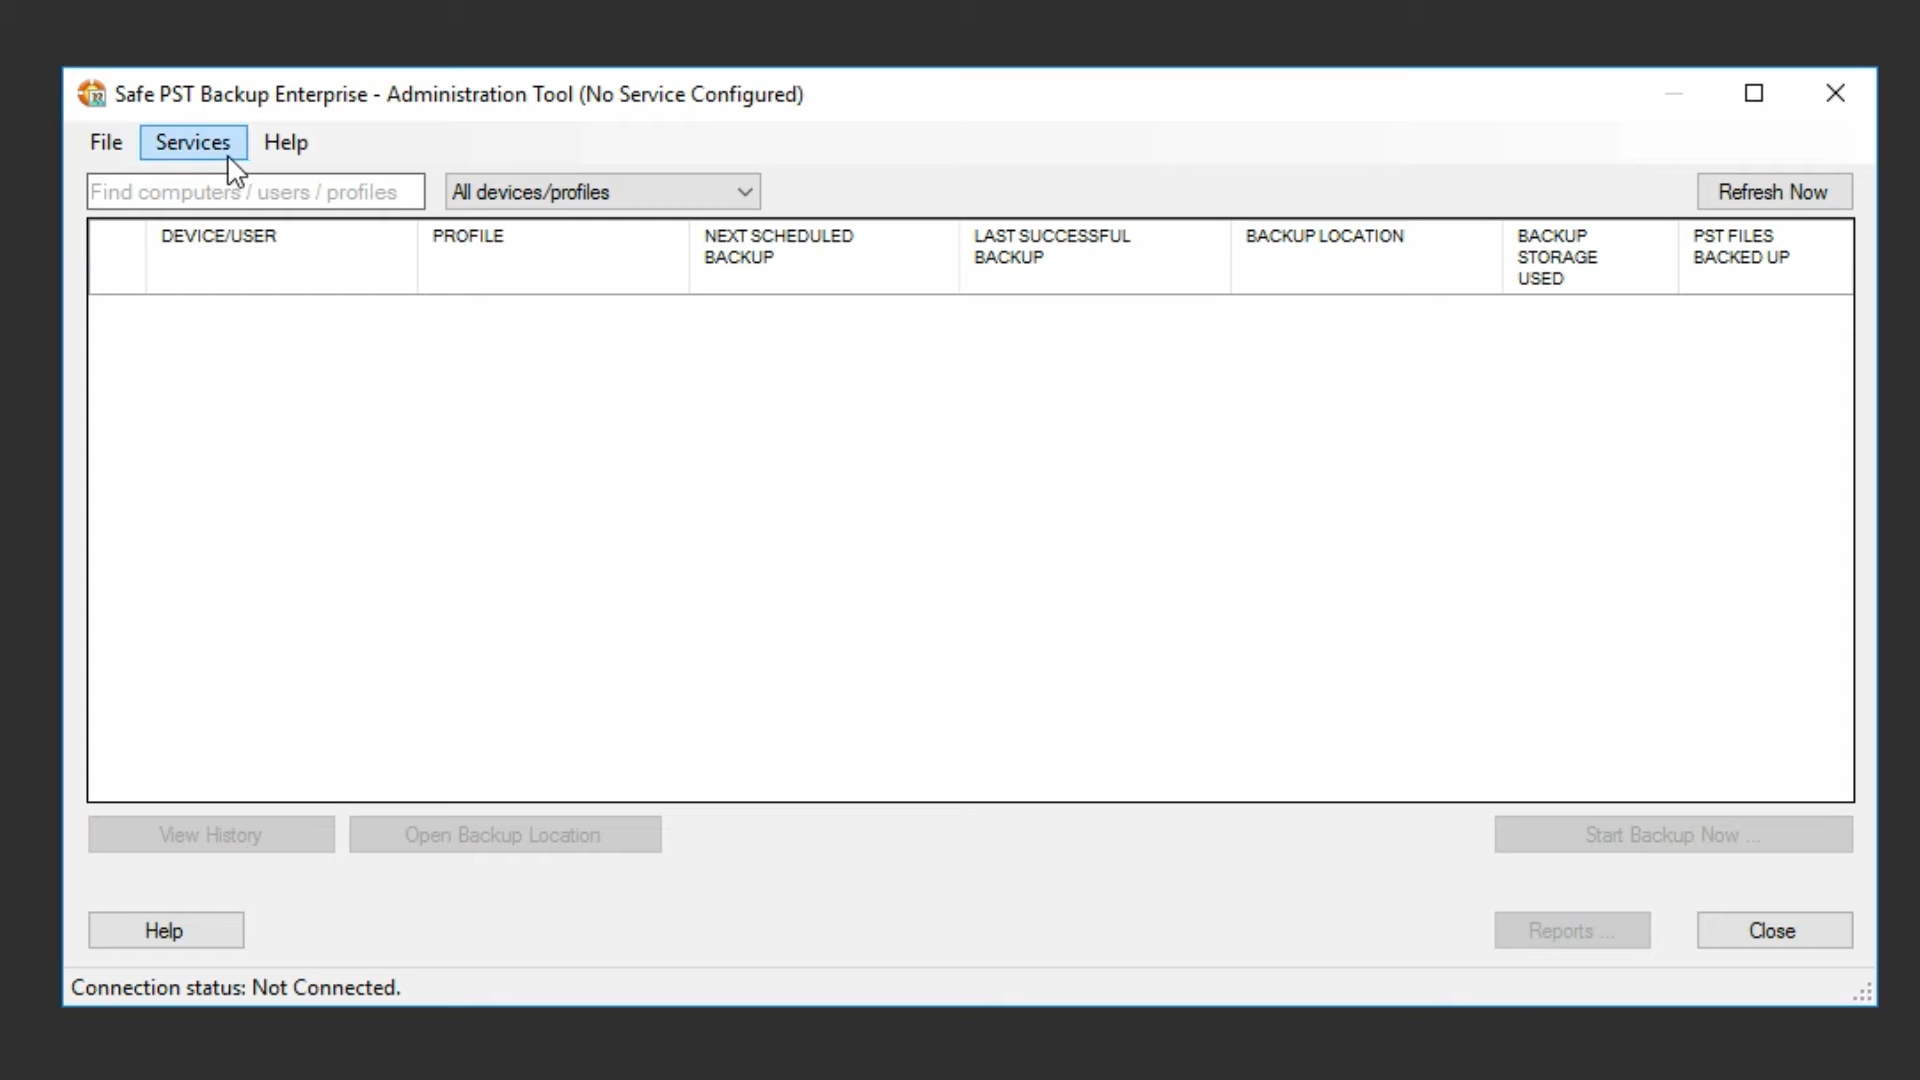 Safe PST Backup Enterprise - Administration Tool (No Service Configured)
File Services Help
Find computers / users / profiles All devices/profiles Refresh Now
DEVICE/USER PROFILE NEXT SCHEDULED LAST SUCCESSFUL BACKUP LOCATION BACKUP PST FILES
BACKUP BACKUP STORAGE BACKED UP
USED
View History Open Backup Location Start Backup Now ...
Help Reports ... Close
Connection status: Not Connected.